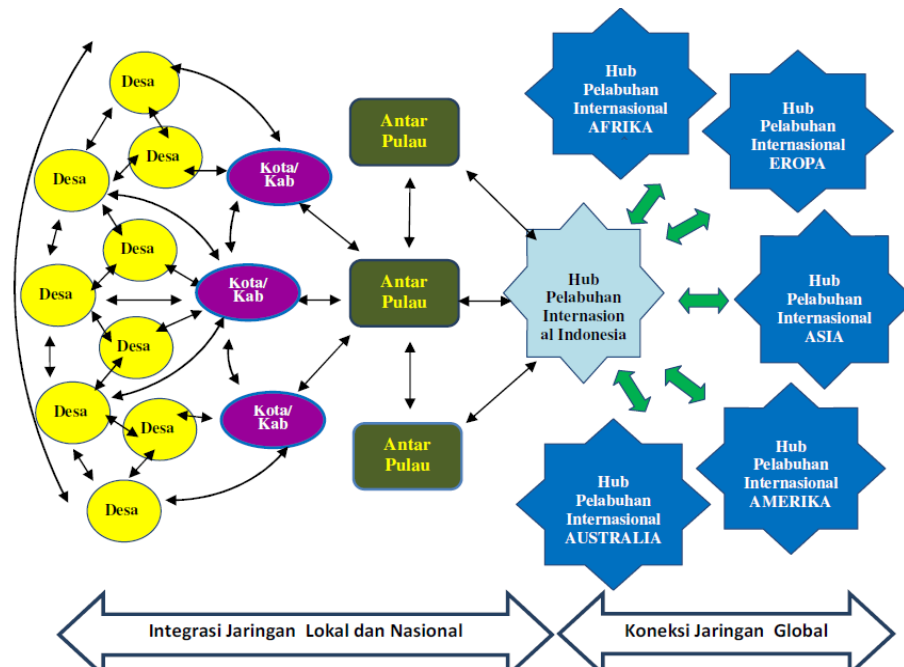 Desa
Desa
Desa
Desa
Desa
Desa
Desa
Desa
Desa
Kota/
Kab
Kota/
Kab
Kota/
Kab
Antar
Pulau
Antar
Pulau
Antar
Pulau
Hub
Pelabuhan
Internasion
al Indonesia
Hub
Pelabuhan
Internasional
AFRIKA
Hub
Pelabuhan
Internasional
EROPA
Hub
Pelabuhan
Internasional
ASIA
Hub
Pelabuhan
Internasional
AMERIKA
Hub
Pelabuhan
Internasional
AUSTRALIA
Integrasi Jaringan Lokal dan Nasional
Koneksi Jaringan Global